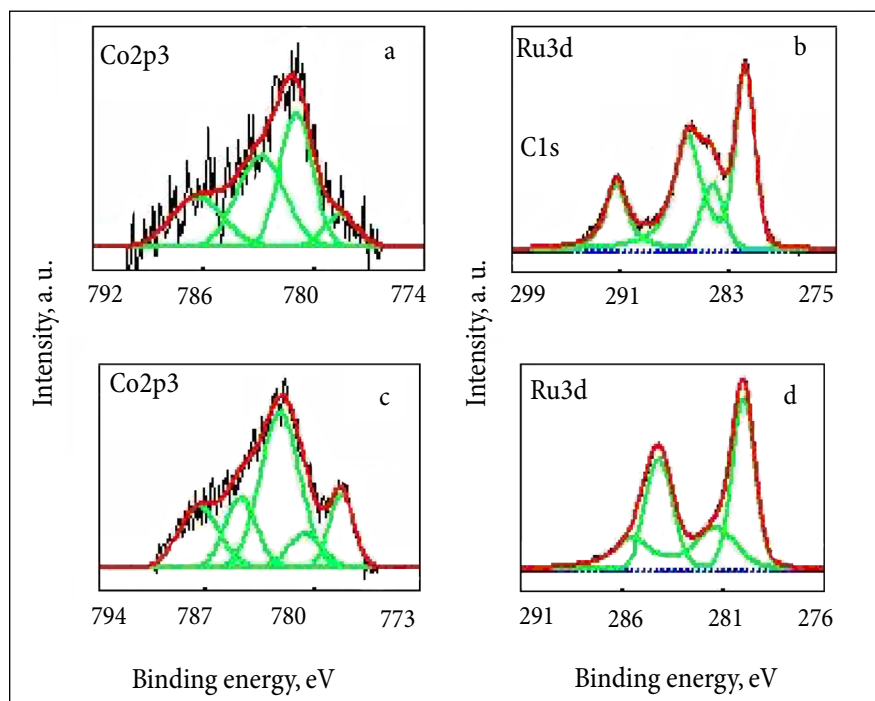 Co2p3
a
Ru3d
b
C1s
792 786 780 774
299 291 283 275
Intensity, a. u.
Intensity, a. u.
Co2p3
c
Ru3d
d
794 787 780 773
291 286 281 276
Binding energy, eV
Binding energy, eV